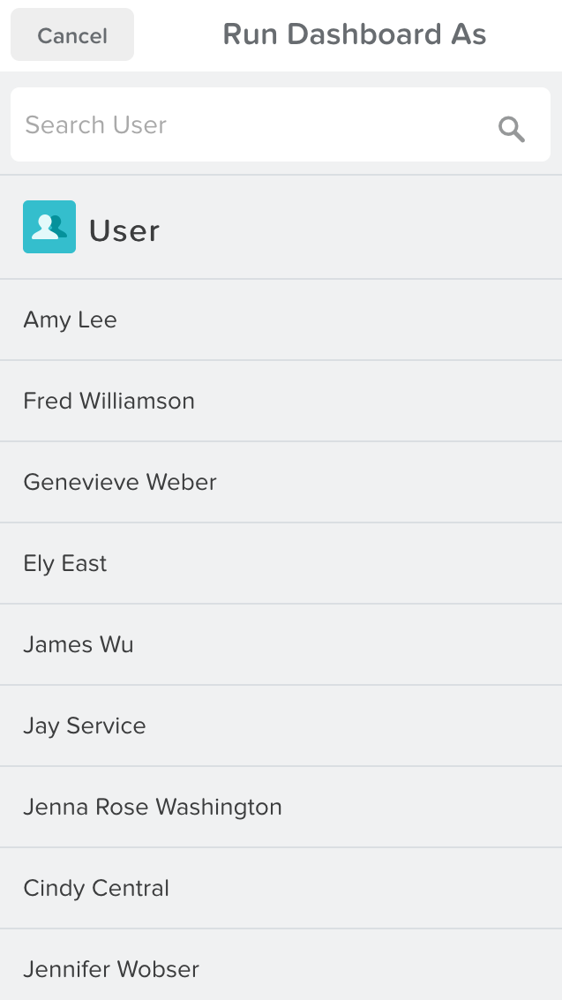 Cancel
Run Dashboard As
Search User
User
Amy Lee
Fred Williamson
Genevieve Weber
Ely East
James Wu
Jay Service
Jenna Rose Washington
Cindy Central
Jennifer Wobser